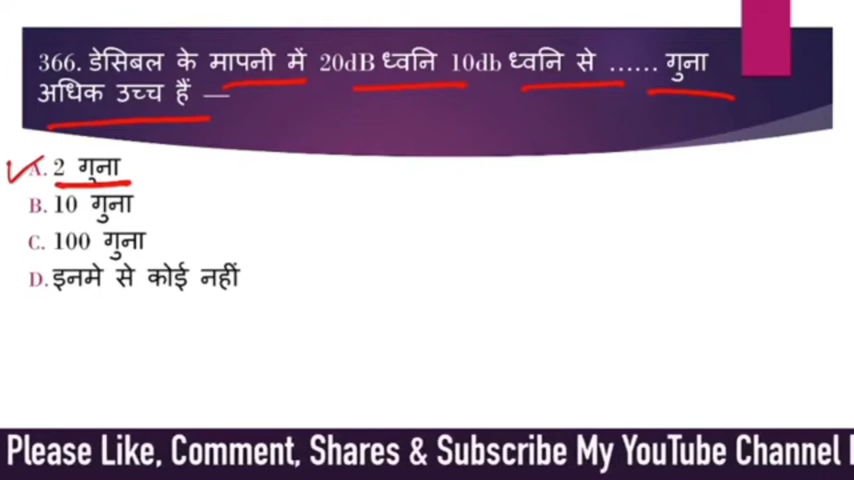 366. डेसिबल के मापनी में 20dB ध्वनि 10db ध्वनि से ...... गुना
अधिक उच्च हैं —
A. 2 गुना
B. 10 गुना
C. 100 गुना
D. इनमे से कोई नहीं
Please Like, Comment, Shares & Subscribe My YouTube Channel